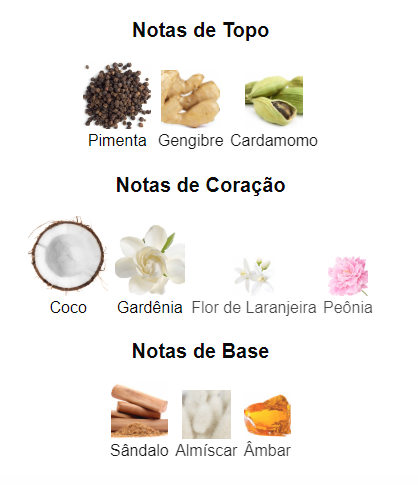 Notas de Topo
Pimenta Gengibre Cardamomo
Notas de Coração
Coco Gardênia Flor de Laranjeira Peônia
Notas de Base
Sândalo Almíscar Âmbar